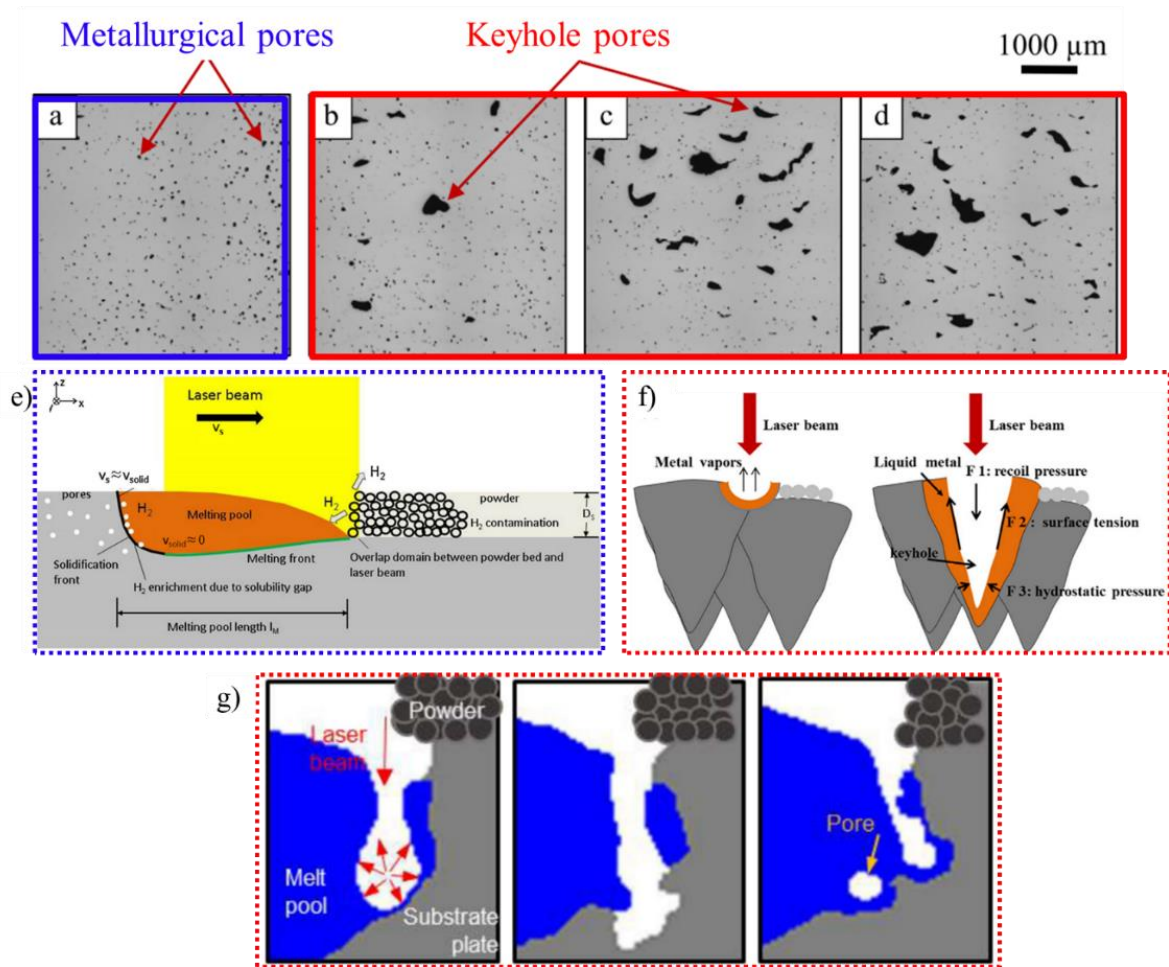 Metallurgical pores
Keyhole pores
1000 µm
a
b
c
d
e)
z
x
Laser beam
vs
vs≈vsolid
pores
H2
H2
H2
Melting pool
powder
H2 contamination
vsolid≈0
Solidification
front
Melting front
Overlap domain between powder bed and
laser beam
H2 enrichment due to solubility gap
Melting pool length lM
f)
Laser beam
Metal vapors
Laser beam
Liquid metal
F 1: recoil pressure
F 2 : surface tension
keyhole
F 3: hydrostatic pressure
g)
Powder
Laser
beam
Melt
pool
Substrate
plate
Pore